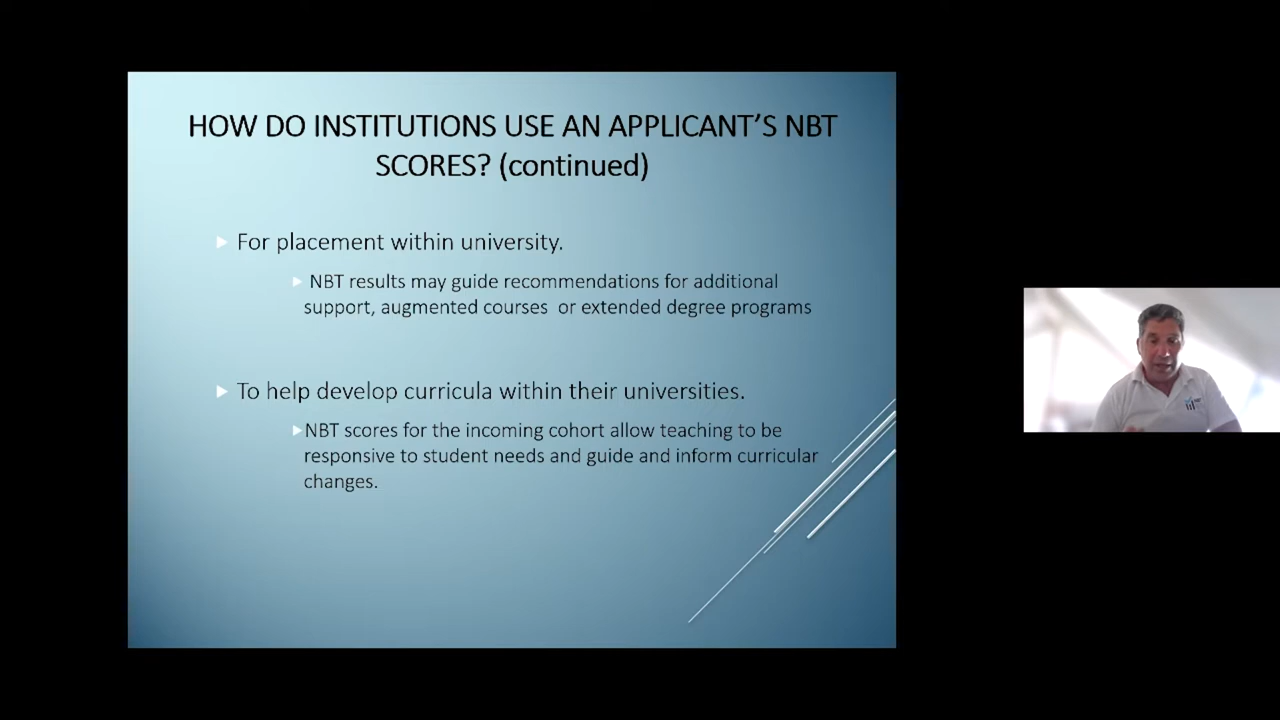 HOW DO INSTITUTIONS USE AN APPLICANT'S NBT
SCORES? (continued)
For placement within university.
NBT results may guide recommendations for additional
support, augmented courses or extended degree programs
To help develop curricula within their universities.
NBT scores for the incoming cohort allow teaching to be
responsive to student needs and guide and inform curricular
changes.